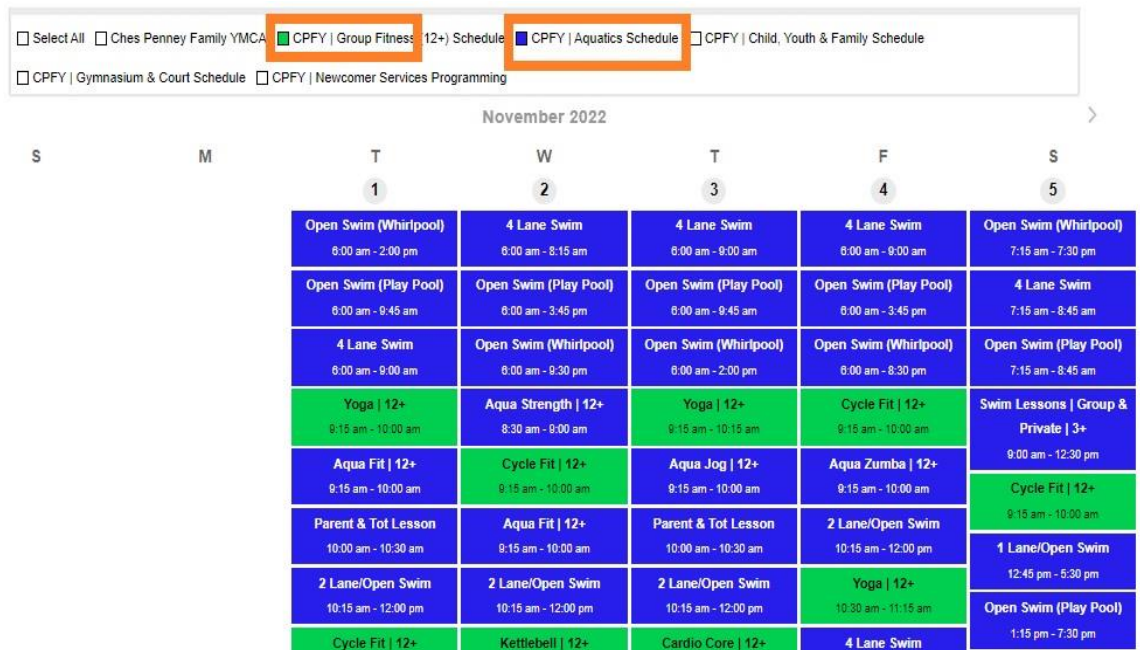 Select All Ches Penney Family YMCA CPFY | Group Fitness (12+) Schedule CPFY | Aquatics Schedule CPFY | Child, Youth & Family Schedule
CPFY | Gymnasium & Court Schedule CPFY | Newcomer Services Programming
November 2022
S M T W T F S
1 2 3 4 5
Open Swim (Whirlpool)
6:00 am - 2:00 pm
Open Swim (Play Pool)
6:00 am - 9:45 am
4 Lane Swim
6:00 am - 9:00 am
Yoga | 12+
9:15 am - 10:00 am
Aqua Fit | 12+
9:15 am - 10:00 am
Parent & Tot Lesson
10:00 am - 10:30 am
2 Lane/Open Swim
10:15 am - 12:00 pm
Cycle Fit | 12+
4 Lane Swim
6:00 am - 8:15 am
Open Swim (Play Pool)
6:00 am - 3:45 pm
Open Swim (Whirlpool)
6:00 am - 9:30 pm
Aqua Strength | 12+
8:30 am - 9:00 am
Cycle Fit | 12+
9:15 am - 10:00 am
Aqua Fit | 12+
9:15 am - 10:00 am
2 Lane/Open Swim
10:15 am - 12:00 pm
Kettlebell | 12+
4 Lane Swim
6:00 am - 9:00 am
Open Swim (Play Pool)
6:00 am - 9:45 am
Open Swim (Whirlpool)
6:00 am - 2:00 pm
Yoga | 12+
9:15 am - 10:15 am
Aqua Jog | 12+
9:15 am - 10:00 am
Parent & Tot Lesson
10:00 am - 10:30 am
2 Lane/Open Swim
10:15 am - 12:00 pm
Cardio Core | 12+
4 Lane Swim
6:00 am - 9:00 am
Open Swim (Play Pool)
6:00 am - 3:45 pm
Open Swim (Whirlpool)
6:00 am - 8:30 pm
Cycle Fit | 12+
9:15 am - 10:00 am
Aqua Zumba | 12+
9:15 am - 10:00 am
2 Lane/Open Swim
10:15 am - 12:00 pm
Yoga | 12+
10:30 am - 11:15 am
4 Lane Swim
Open Swim (Whirlpool)
7:15 am - 7:30 pm
4 Lane Swim
7:15 am - 8:45 am
Open Swim (Play Pool)
7:15 am - 8:45 am
Swim Lessons | Group &
Private | 3+
9:00 am - 12:30 pm
Cycle Fit | 12+
9:15 am - 10:00 am
1 Lane/Open Swim
12:45 pm - 5:30 pm
Open Swim (Play Pool)
1:15 pm - 7:30 pm